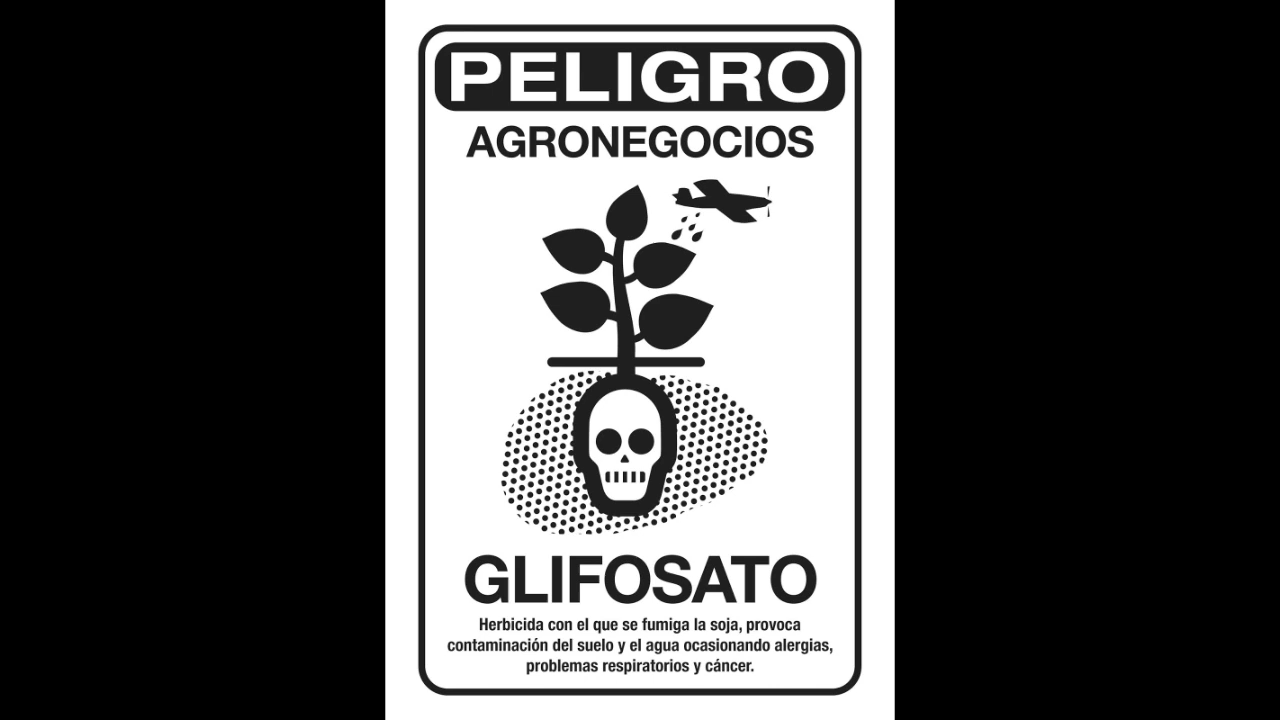 PELIGRO
AGRONEGOCIOS
GLIFOSATO
Herbicida con el que se fumiga la soja, provoca
contaminación del suelo y el agua ocasionando alergias,
problemas respiratorios y cáncer.